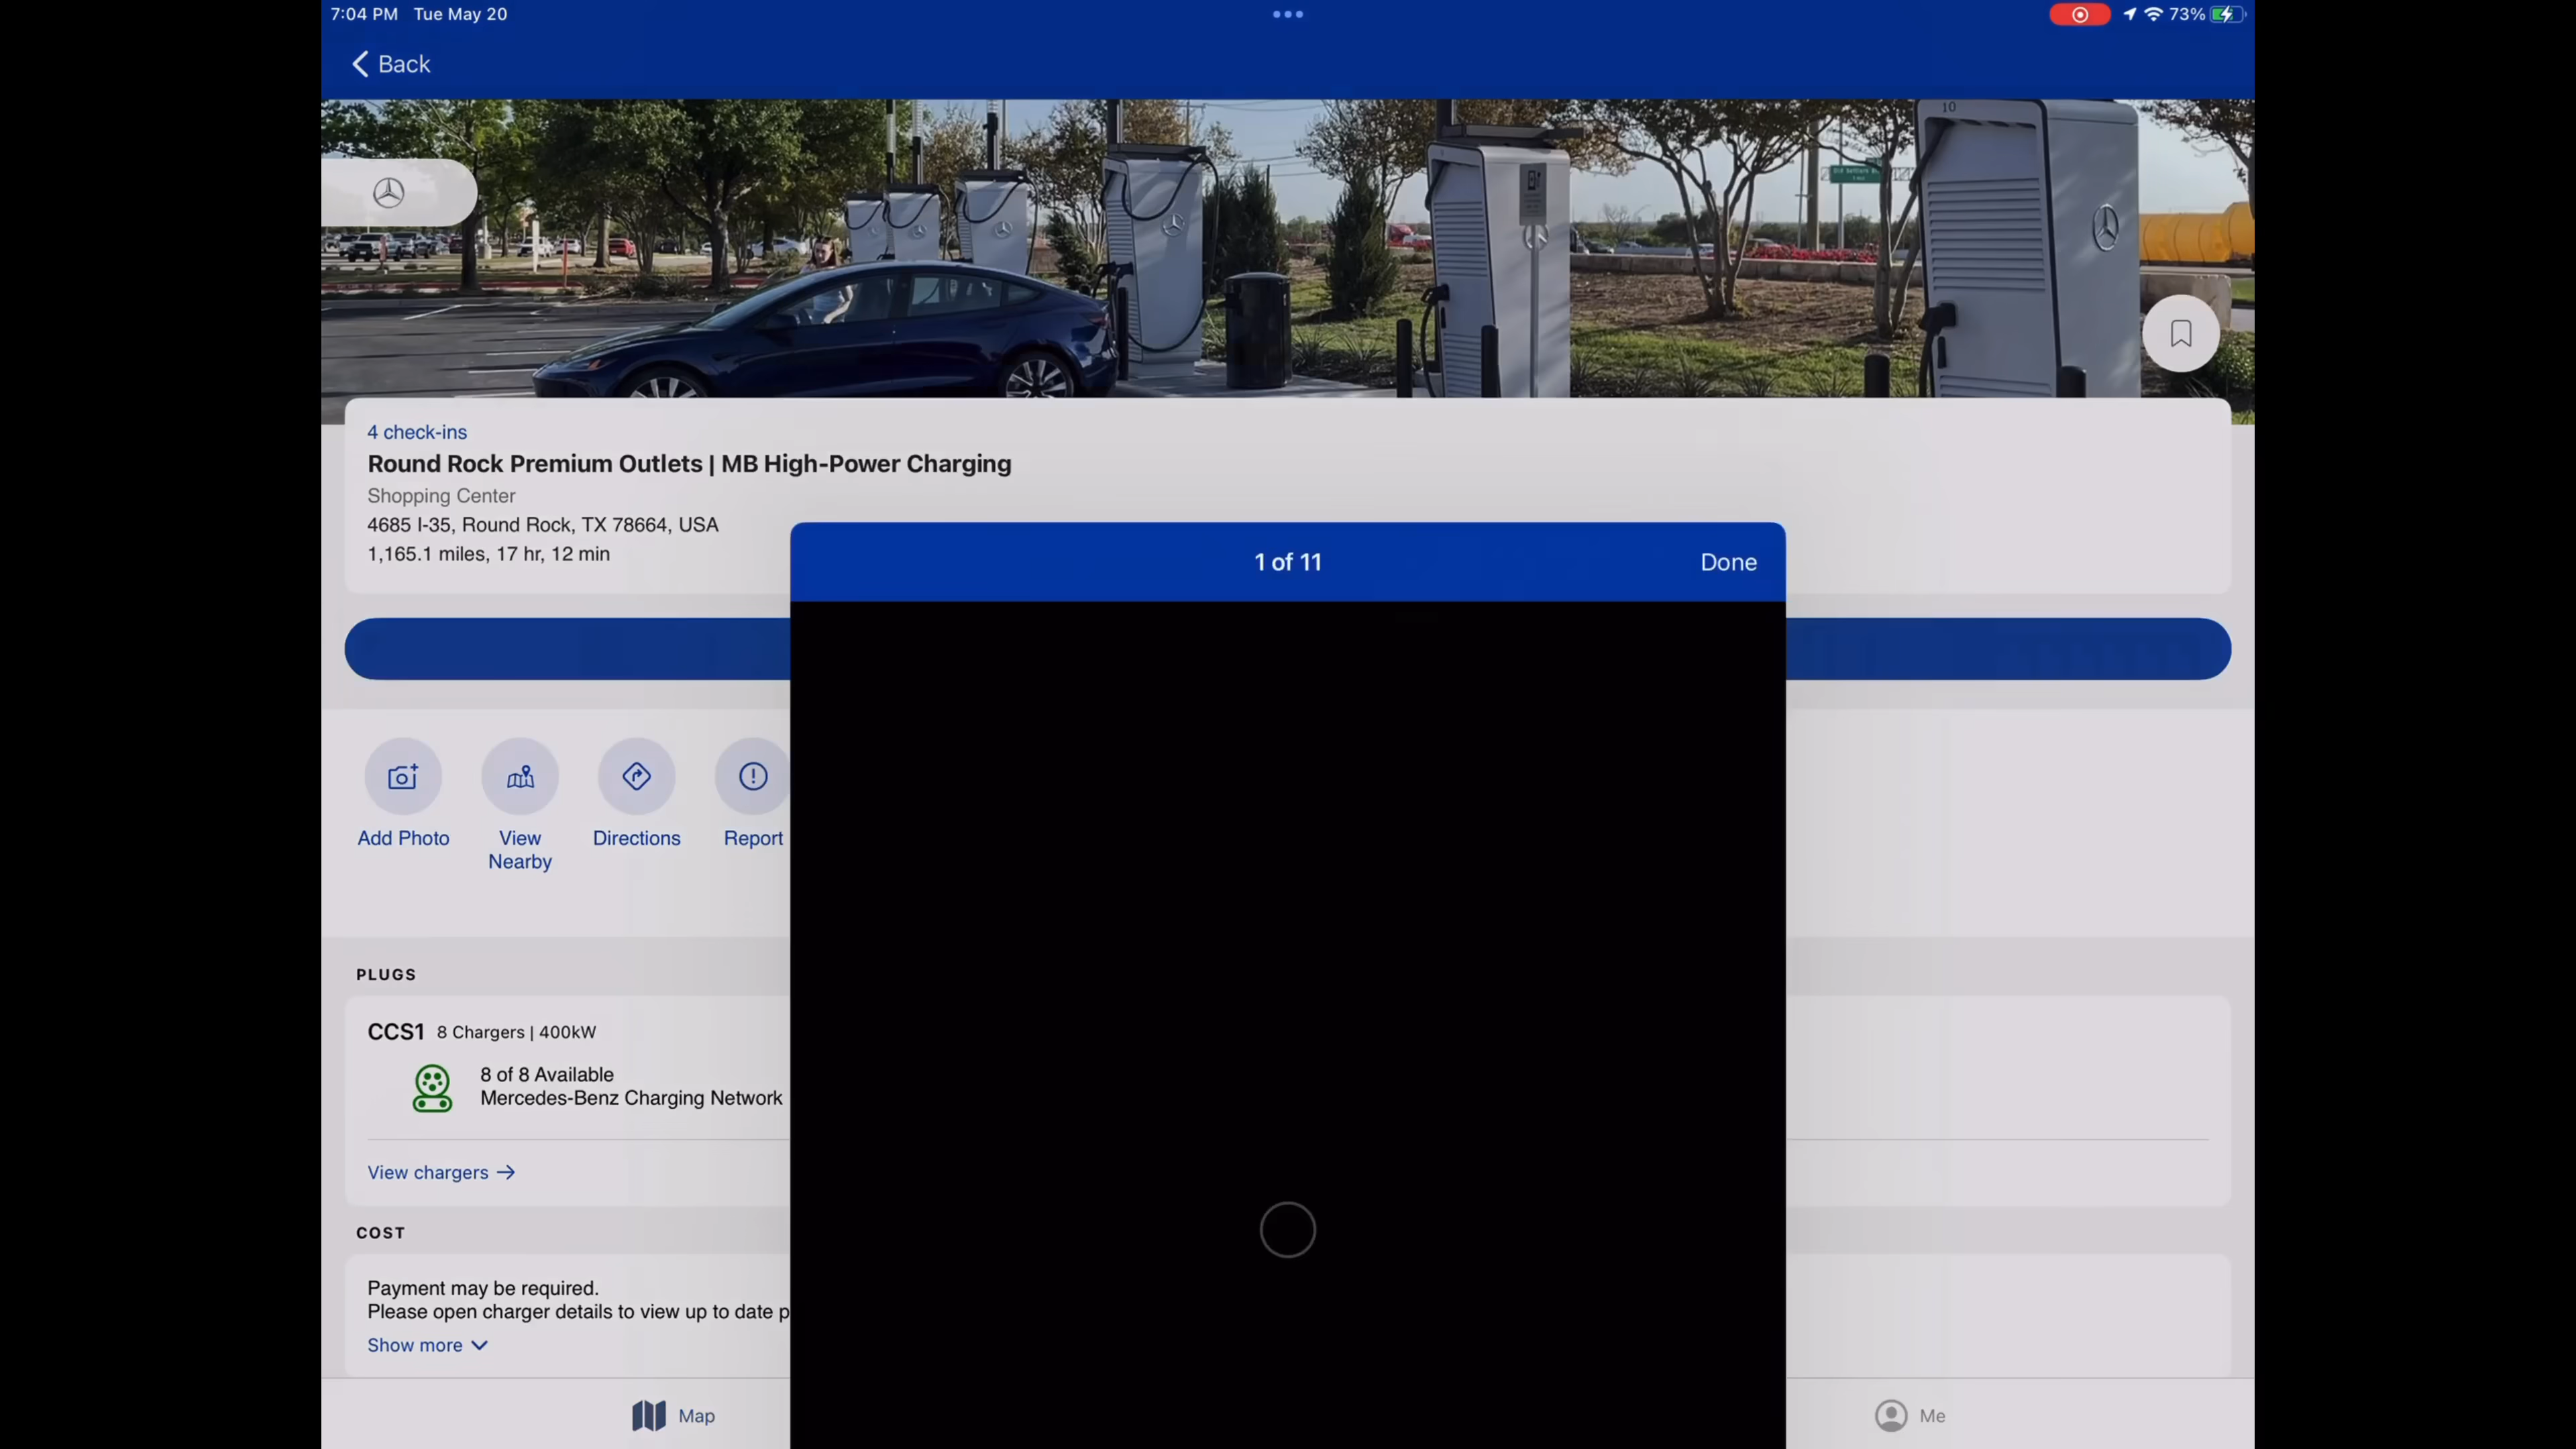 7:04 PM Tue May 20
73%
Back
10
4 check-ins
Round Rock Premium Outlets | MB High-Power Charging
Shopping Center
4685 I-35, Round Rock, TX 78664, USA
1,165.1 miles, 17 hr, 12 min
1 of 11
Done
Add Photo
View
Nearby
Directions
Report
PLUGS
CCS1 8 Chargers | 400kW
8 of 8 Available
Mercedes-Benz Charging Network
View chargers
COST
Payment may be required.
Please open charger details to view up to date p
Show more
Map
Me